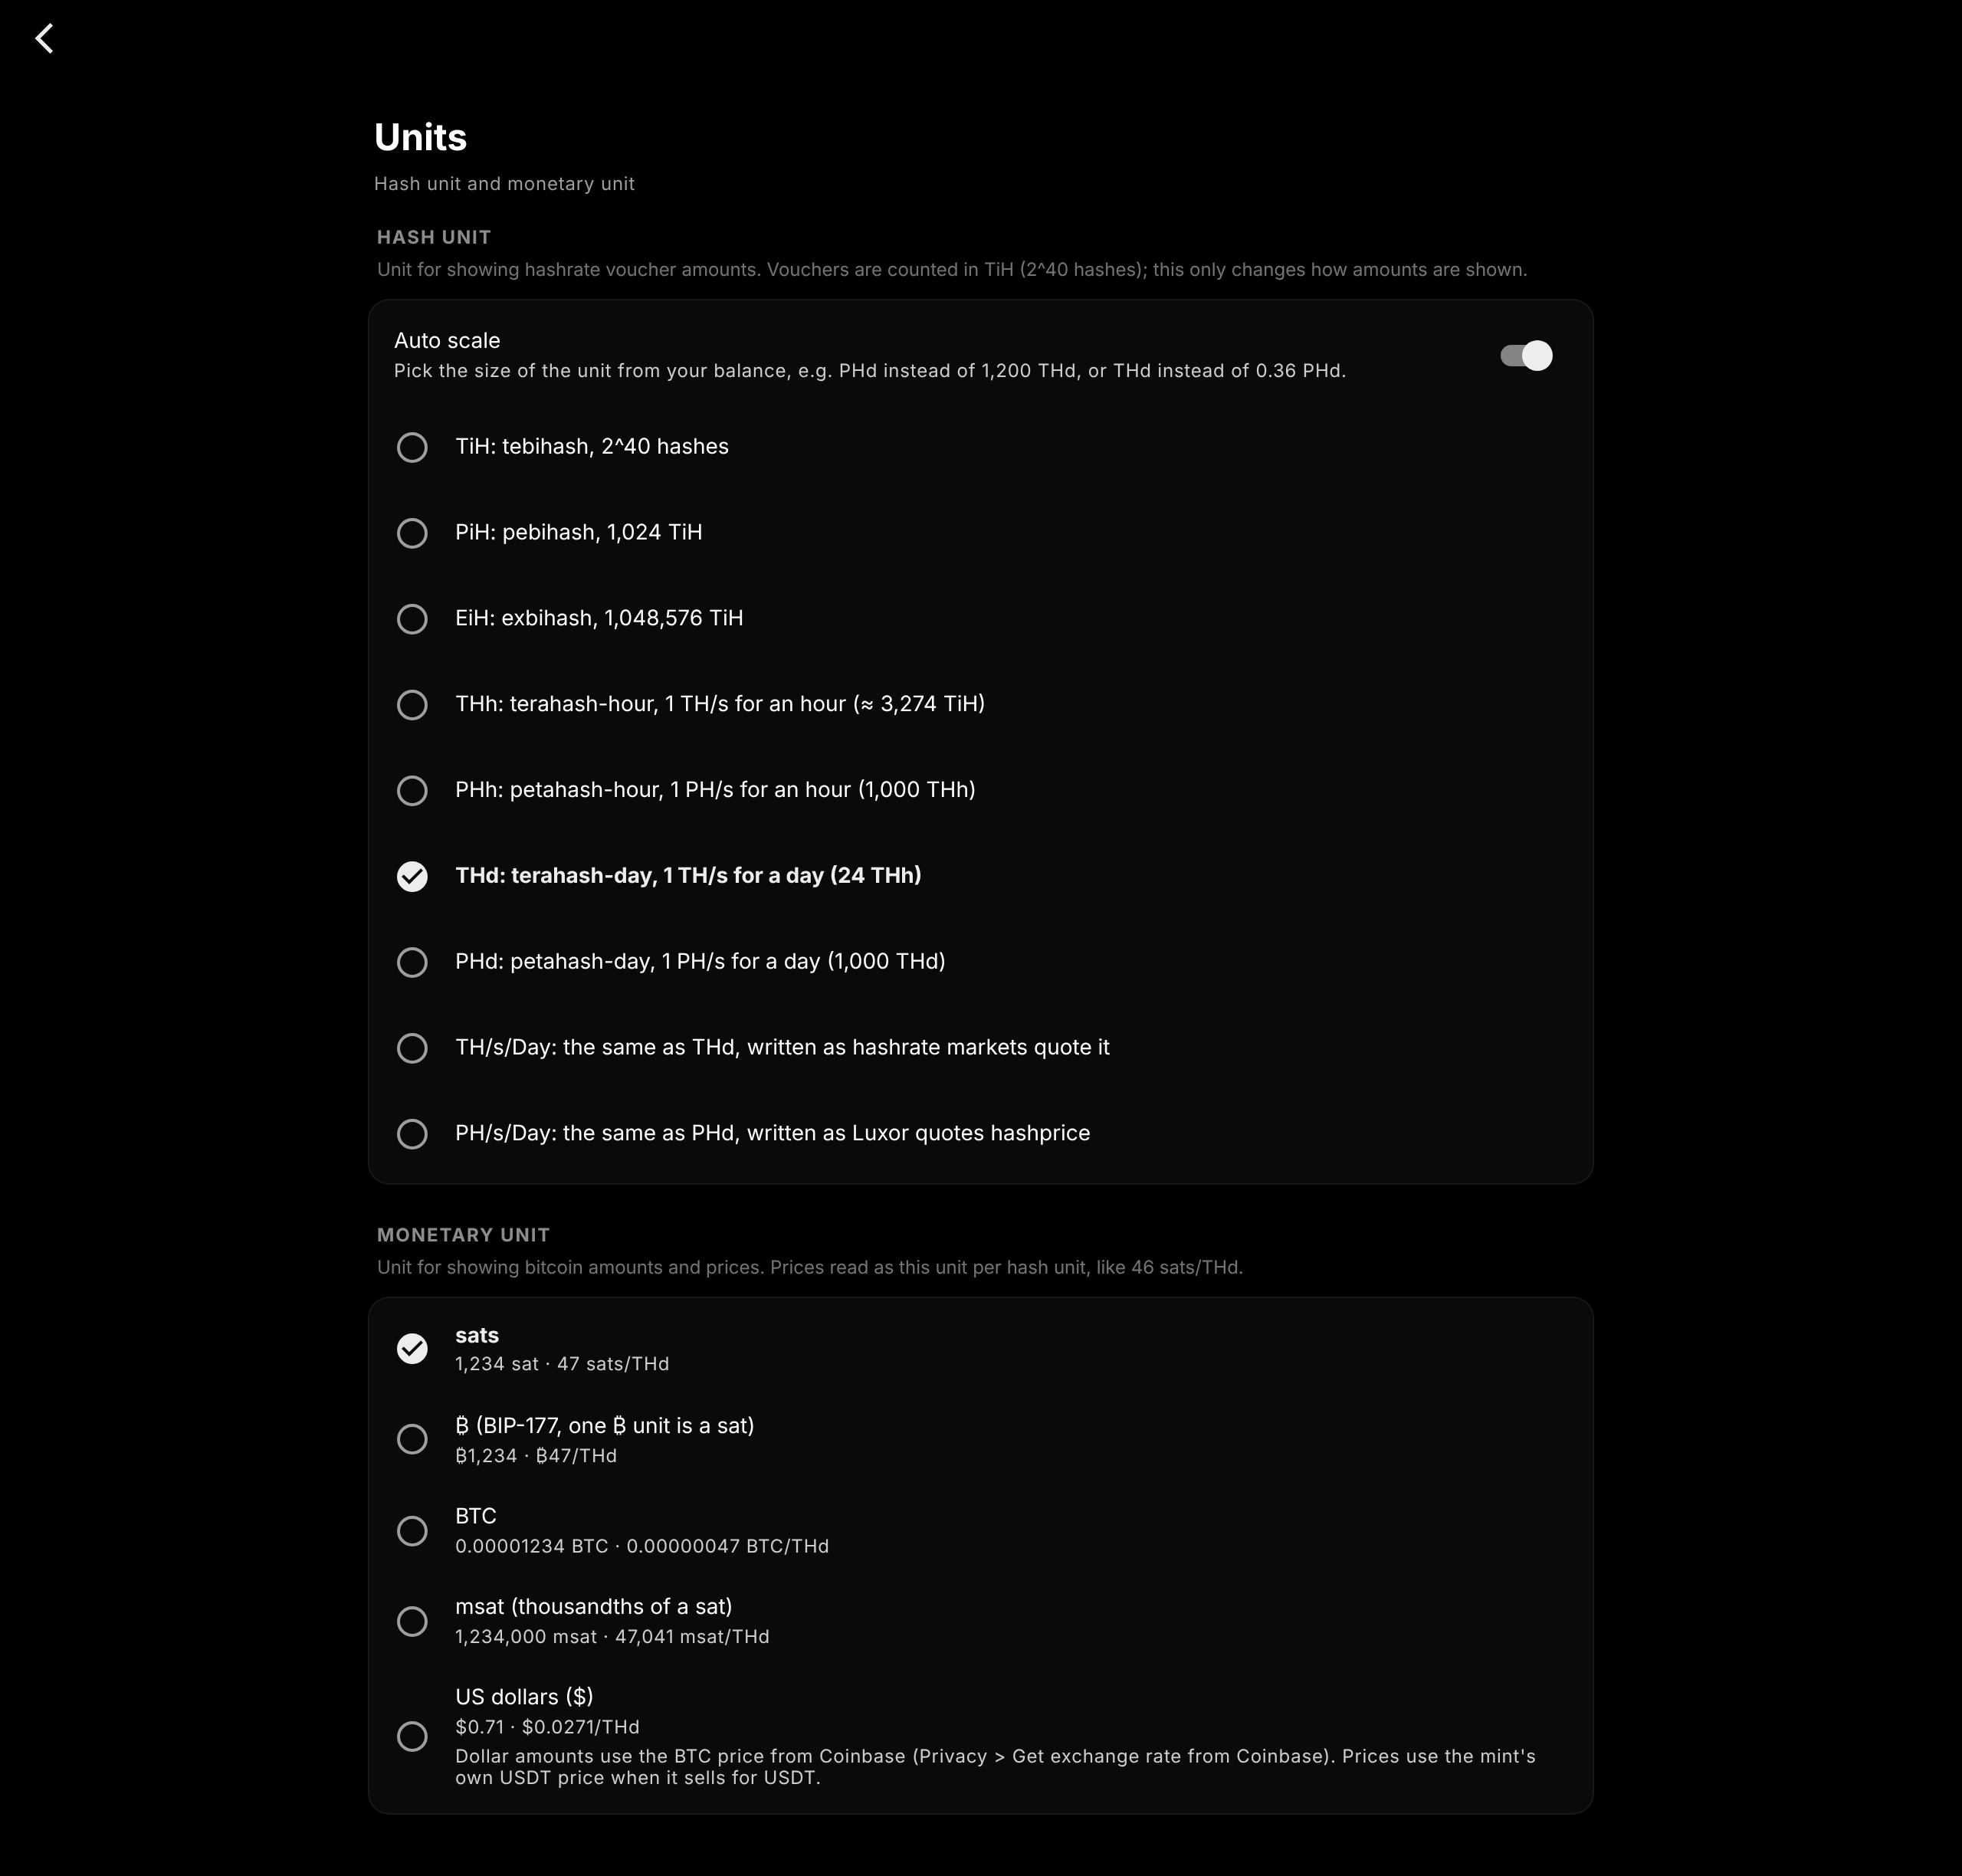 Units
Hash unit and monetary unit
HASH UNIT
Unit for showing hashrate voucher amounts. Vouchers are counted in TiH (2^40 hashes); this only changes how amounts are shown.
Auto scale
Pick the size of the unit from your balance, e.g. PHd instead of 1,200 THd, or THd instead of 0.36 PHd.
TiH: tebihash, 2^40 hashes
PiH: pebihash, 1,024 TiH
EiH: exbihash, 1,048,576 TiH
THh: terahash-hour, 1 TH/s for an hour (≈ 3,274 TiH)
PHh: petahash-hour, 1 PH/s for an hour (1,000 THh)
THd: terahash-day, 1 TH/s for a day (24 THh)
PHd: petahash-day, 1 PH/s for a day (1,000 THd)
TH/s/Day: the same as THd, written as hashrate markets quote it
PH/s/Day: the same as PHd, written as Luxor quotes hashprice
MONETARY UNIT
Unit for showing bitcoin amounts and prices. Prices read as this unit per hash unit, like 46 sats/THd.
sats
1,234 sat · 47 sats/THd
₿ (BIP-177, one ₿ unit is a sat)
₿1,234 · ₿47/THd
BTC
0.00001234 BTC · 0.00000047 BTC/THd
msat (thousandths of a sat)
1,234,000 msat · 47,041 msat/THd
US dollars ($)
$0.71 · $0.0271/THd
Dollar amounts use the BTC price from Coinbase (Privacy > Get exchange rate from Coinbase). Prices use the mint's
own USDT price when it sells for USDT.